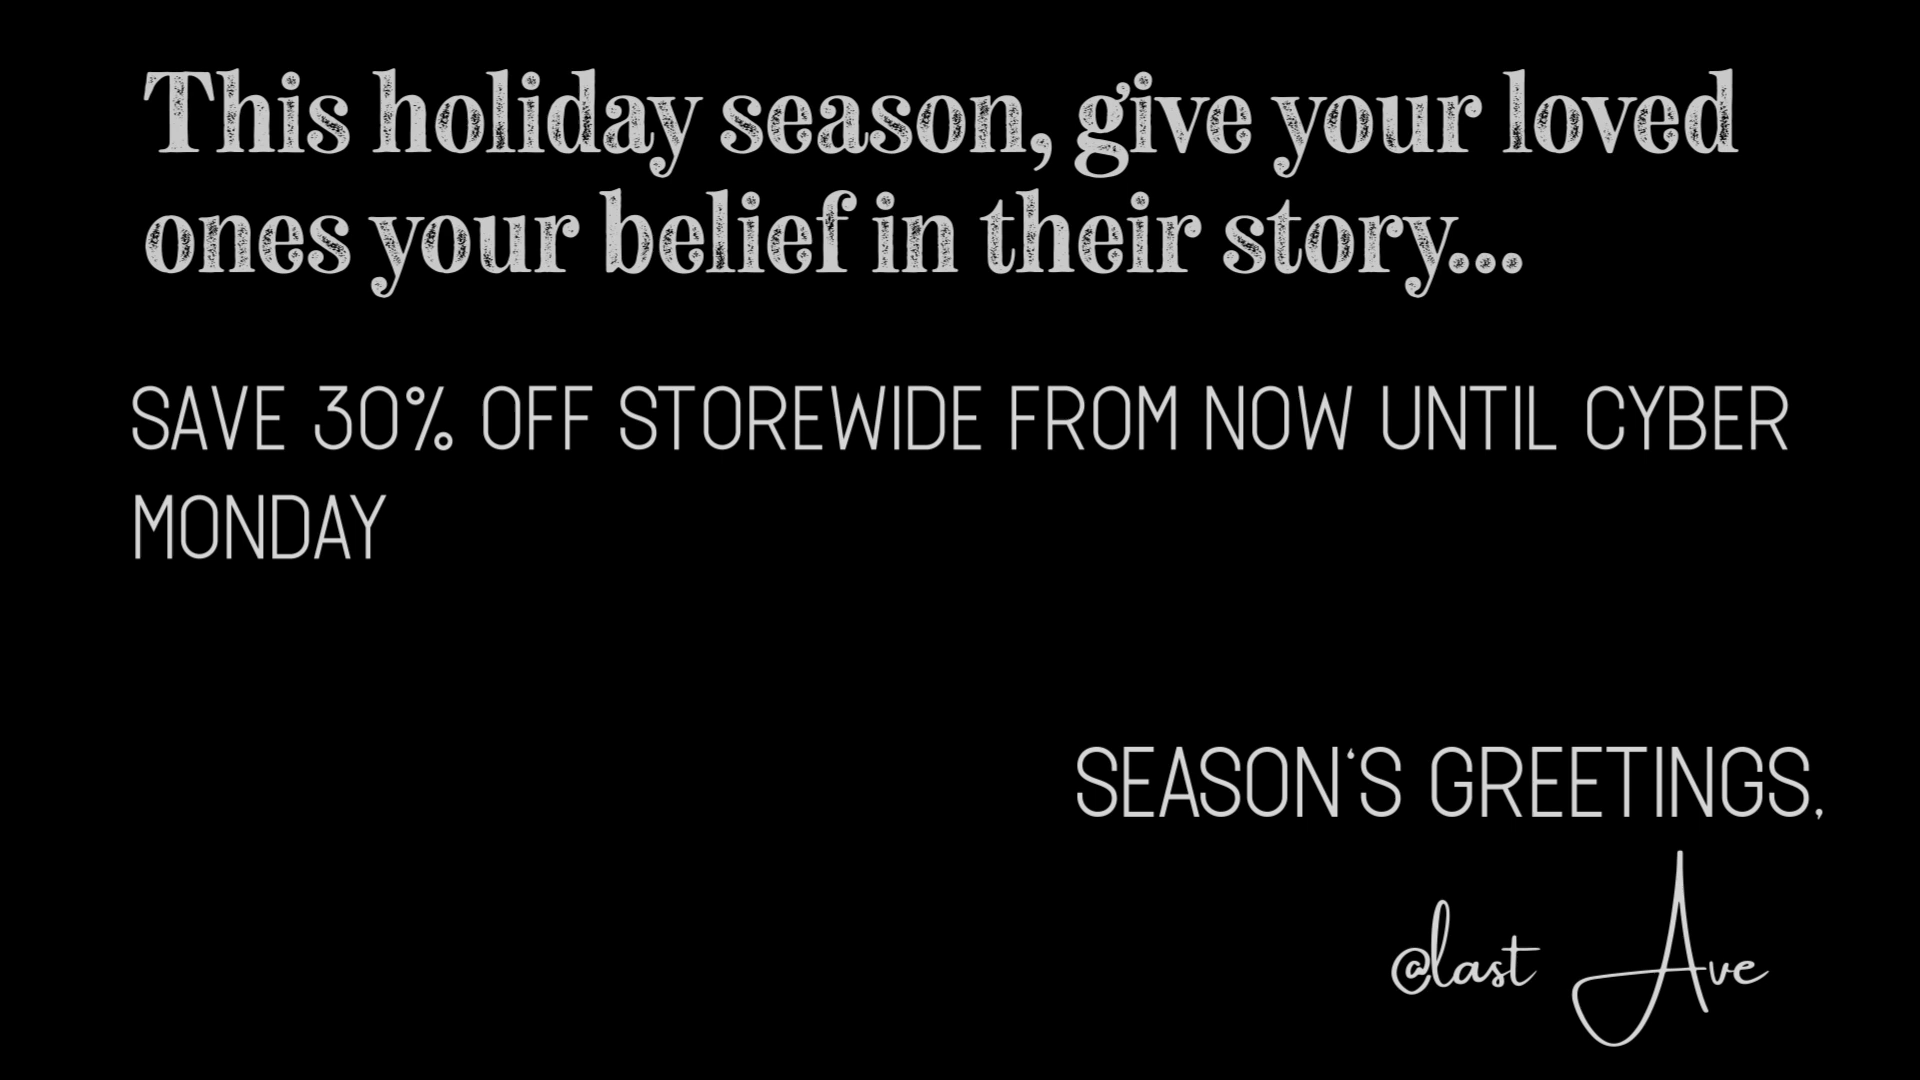 This holiday season, give your loved
ones your belief in their story...
SAVE 30% OFF STOREWIDE FROM NOW UNTIL CYBER
MONDAY
SEASON'S GREETINGS,
@last Ave